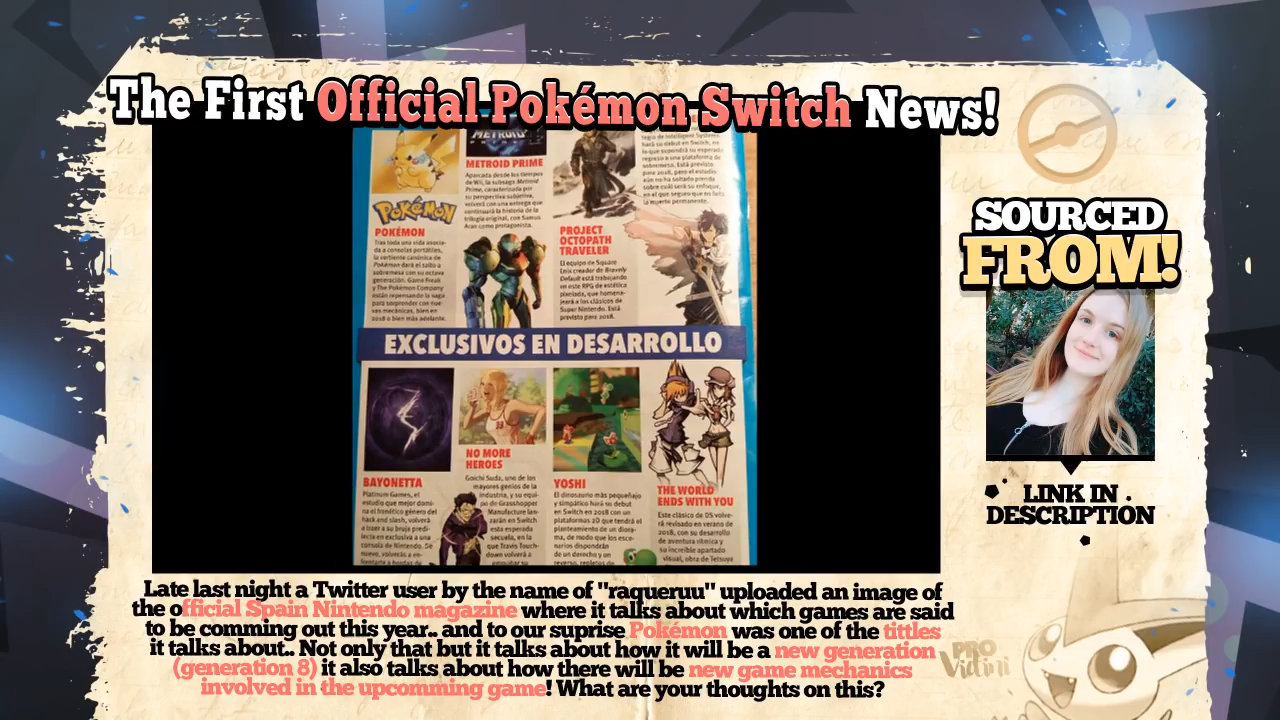 The First Official Pokémon Switch News!
METROID
PRIME
METROID PRIME
Aparcada desde los tiempos
de Wii, la subsaga Metroid
Prime, caracterizada por
su perspectiva subjetiva,
volverá con una entrega que
continuará la historia de la
trilogía original, con Samus
Aran como protagonista.
POKÉMON
POKÉMON
Tras toda una vida asocia-
da a consolas portátiles,
la vertiente canónica de
Pokémon dará el salto a
sobremesa con su octava
generación. Game Freak
y The Pokémon Company
están repensando la saga
para sorprender con nue-
vas mecánicas, bien en
2018 o bien más adelante.
PROJECT
OCTOPATH
TRAVELER
El equipo de Square
Enix creador de Bravely
Default está trabajando
en este RPG de estética
pixelada, que homena-
jeará a los clásicos de
Super Nintendo. Está
previsto para 2018.
tegia de Intelligent Systems
hará su debut en Switch, en
lo que supondrá su esperado
regreso a una plataforma de
sobremesa. Está previsto
para 2018, pero el estudio
aún no ha soltado prenda
sobre cuál será su enfoque,
en el que seguro que no falta
la muerte permanente.
EXCLUSIVOS EN DESARROLLO
BAYONETTA
Platinum Games, el
estudio que mejor domi-
na el frenético género del
hack and slash, volverá
a traer a su bruja predi-
lecta en exclusiva a una
consola de Nintendo. De
nuevo, volverás a en-
NO MORE
HEROES
Goichi Suda, uno de los
mayores genios de la
industria, y su equi-
po de Grasshopper
Manufacture lan-
zarán en Switch
esta esperada
secuela, en la
que Travis Touch-
down volverá a
YOSHI
El dinosaurio más pequeñajo
y simpático hará su debut
en Switch en 2018 con un
plataformas 2D que tendrá el
planteamiento de un diora-
ma, de modo que los esce-
narios dispondrán
de un derecho y un
THE WORLD
ENDS WITH YOU
Este clásico de DS volve-
rá revisado en verano de
2018, con su desarrollo
de aventura rítmica y
su increíble apartado
visual, obra de Tetsuya
SOURCED
FROM!
LINK IN
DESCRIPTION
Late last night a Twitter user by the name of "raqueruu" uploaded an image of
the official Spain Nintendo magazine where it talks about which games are said
to be comming out this year.. and to our suprise Pokémon was one of the tittles
it talks about.. Not only that but it talks about how it will be a new generation
(generation 8) it also talks about how there will be new game mechanics
involved in the upcomming game! What are your thoughts on this?
PRO
Victini